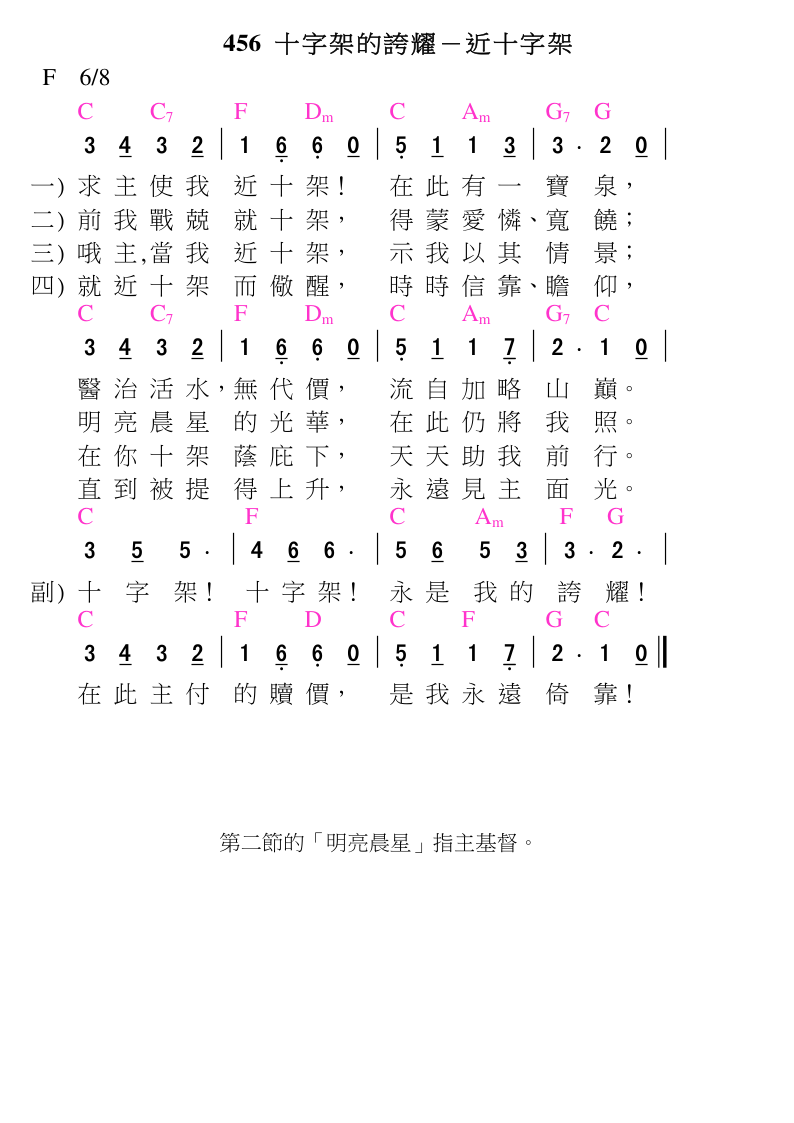 456 十字架的誇耀－近十字架
F 6/8
C C7 F Dm C Am G7 G
3 4 3 2 | 1 6 6 0 | 5 1 1 3 | 3 · 2 0 |
一) 求主使我 近十架！ 在此有一 寶泉，
二) 前我戰兢 就十架， 得蒙愛憐、寬饒；
三) 哦主,當我 近十架， 示我以其 情景；
四) 就近十架 而儆醒， 時時信靠、瞻仰，
C C7 F Dm C Am G7 C
3 4 3 2 | 1 6 6 0 | 5 1 1 7 | 2 · 1 0 |
醫治活水，無代價， 流自加略 山巔。
明亮晨星 的光華， 在此仍將 我照。
在你十架 蔭庇下， 天天助我 前行。
直到被提 得上升， 永遠見主 面光。
C F C Am F G
3 5 5 · | 4 6 6 · | 5 6 5 3 | 3 · 2 · |
副) 十字架！ 十字架！ 永是我的 誇耀！
C F D C F G C
3 4 3 2 | 1 6 6 0 | 5 1 1 7 | 2 · 1 0 ‖
在此主付 的贖價， 是我永遠 倚靠！
第二節的「明亮晨星」指主基督。